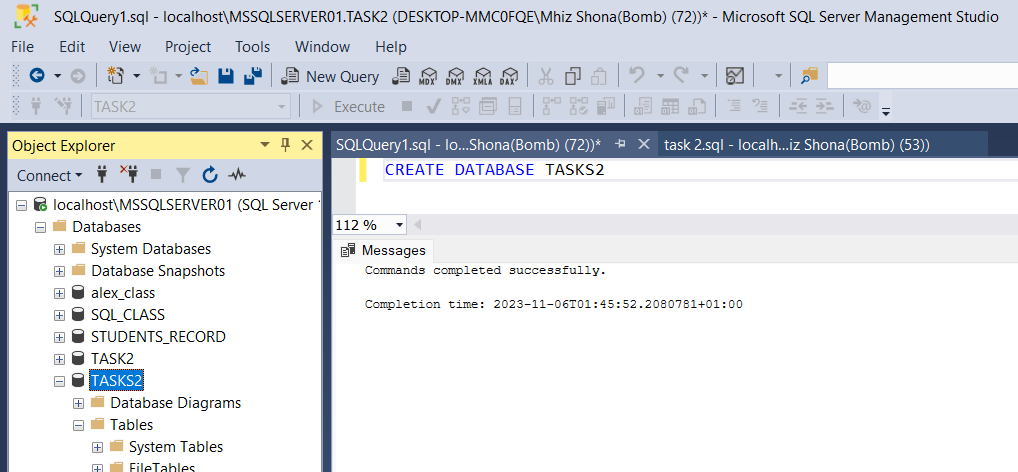 SQLQuery1.sql - localhost\MSSQLSERVER01.TASK2 (DESKTOP-MMC0FQE\Mhiz Shona(Bomb) (72))* - Microsoft SQL Server Management Studio
File Edit View Project Tools Window Help
New Query MDX DMX XMLA DAX
TASK2 Execute
Object Explorer
Connect
localhost\MSSQLSERVER01 (SQL Server
Databases
System Databases
Database Snapshots
alex_class
SQL_CLASS
STUDENTS_RECORD
TASK2
TASKS2
Database Diagrams
Tables
System Tables
FileTables
SQLQuery1.sql - lo...Shona(Bomb) (72))* task 2.sql - localh...iz Shona(Bomb) (53))
CREATE DATABASE TASKS2
112 %
Messages
Commands completed successfully.
Completion time: 2023-11-06T01:45:52.2080781+01:00